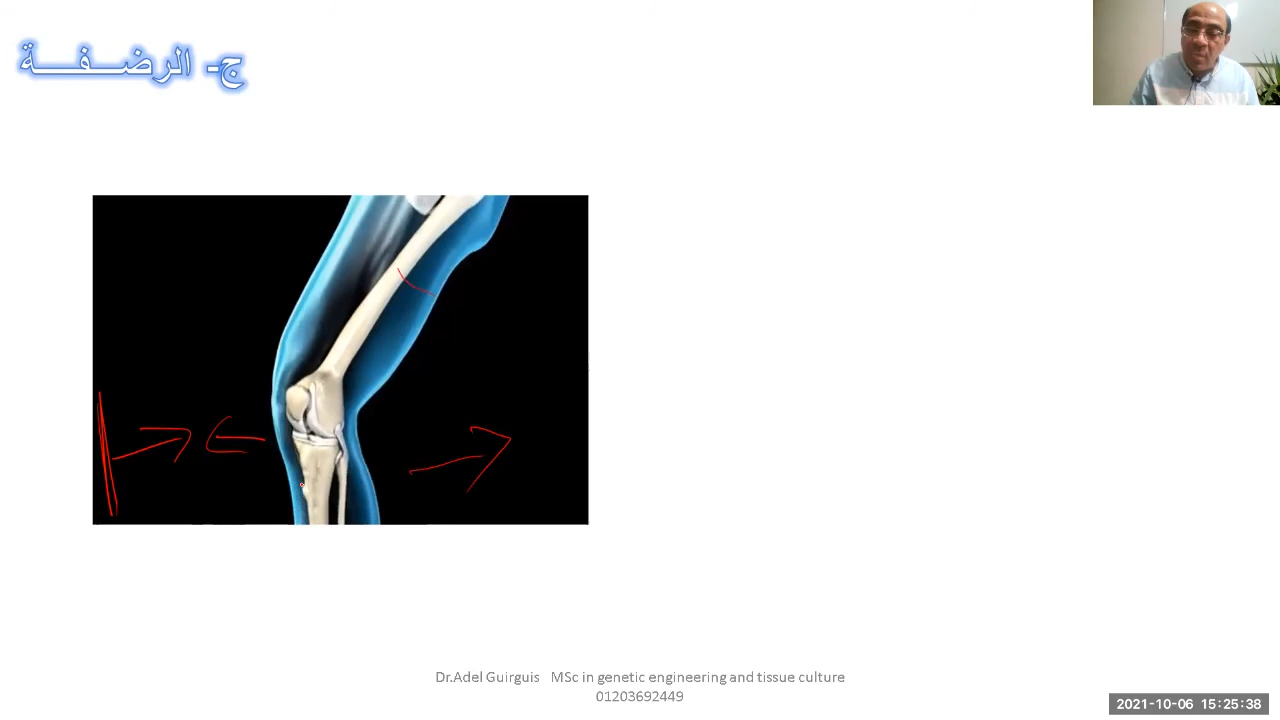 ج- الرضفة
Dr.Adel Guirguis MSc in genetic engineering and tissue culture
01203692449
2021-10-06 15:25:38